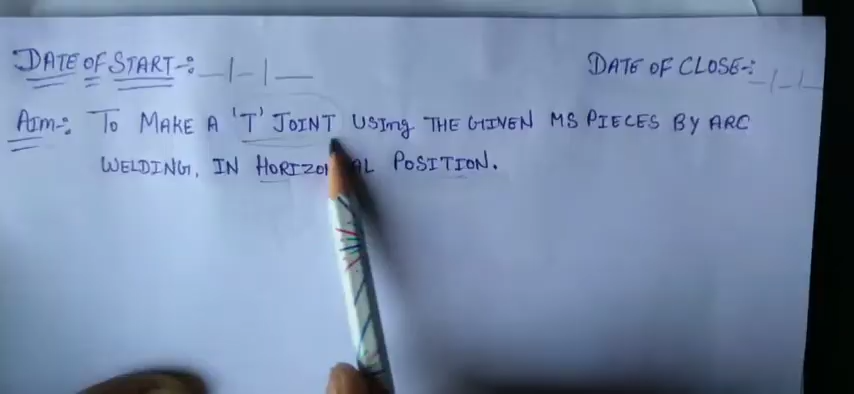 DATE OF START-: _/_/_ DATE OF CLOSE-: _/_/_
AIM-: TO MAKE A 'T' JOINT USIng THE GIVEN MS PIECES BY ARC
WELDING, IN POSITION.